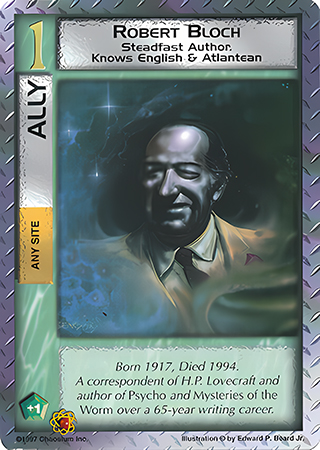 1
ROBERT BLOCH
STEADFAST AUTHOR.
KNOWS ENGLISH & ATLANTEAN
ALLY
ANY SITE
Born 1917, Died 1994.
A correspondent of H.P. Lovecraft and
author of Psycho and Mysteries of the
Worm over a 65-year writing career.
+1
©1997 Chaosium Inc.
Illustration © by Edward P. Beard Jr.